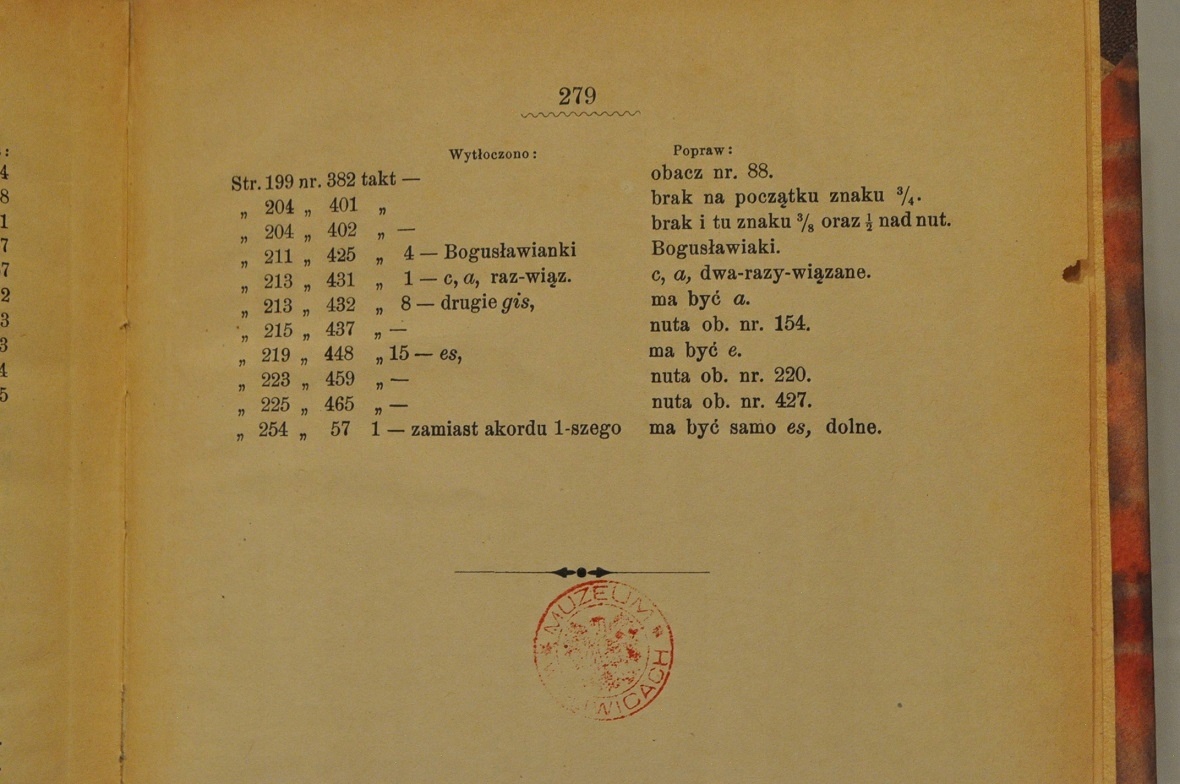 279
Wytłoczono: Popraw:
Str. 199 nr. 382 takt — obacz nr. 88.
„ 204 „ 401 „ brak na początku znaku ³/₄.
„ 204 „ 402 „ — brak i tu znaku ³/₈ oraz ½ nad nut.
„ 211 „ 425 „ 4 — Bogusławianki Bogusławiaki.
„ 213 „ 431 „ 1 — c, a, raz-wiąz. c, a, dwa-razy-wiązane.
„ 213 „ 432 „ 8 — drugie gis, ma być a.
„ 215 „ 437 „ — nuta ob. nr. 154.
„ 219 „ 448 „ 15 — es, ma być e.
„ 223 „ 459 „ — nuta ob. nr. 220.
„ 225 „ 465 „ — nuta ob. nr. 427.
„ 254 „ 57 1 — zamiast akordu 1-szego ma być samo es, dolne.
MUZEUM